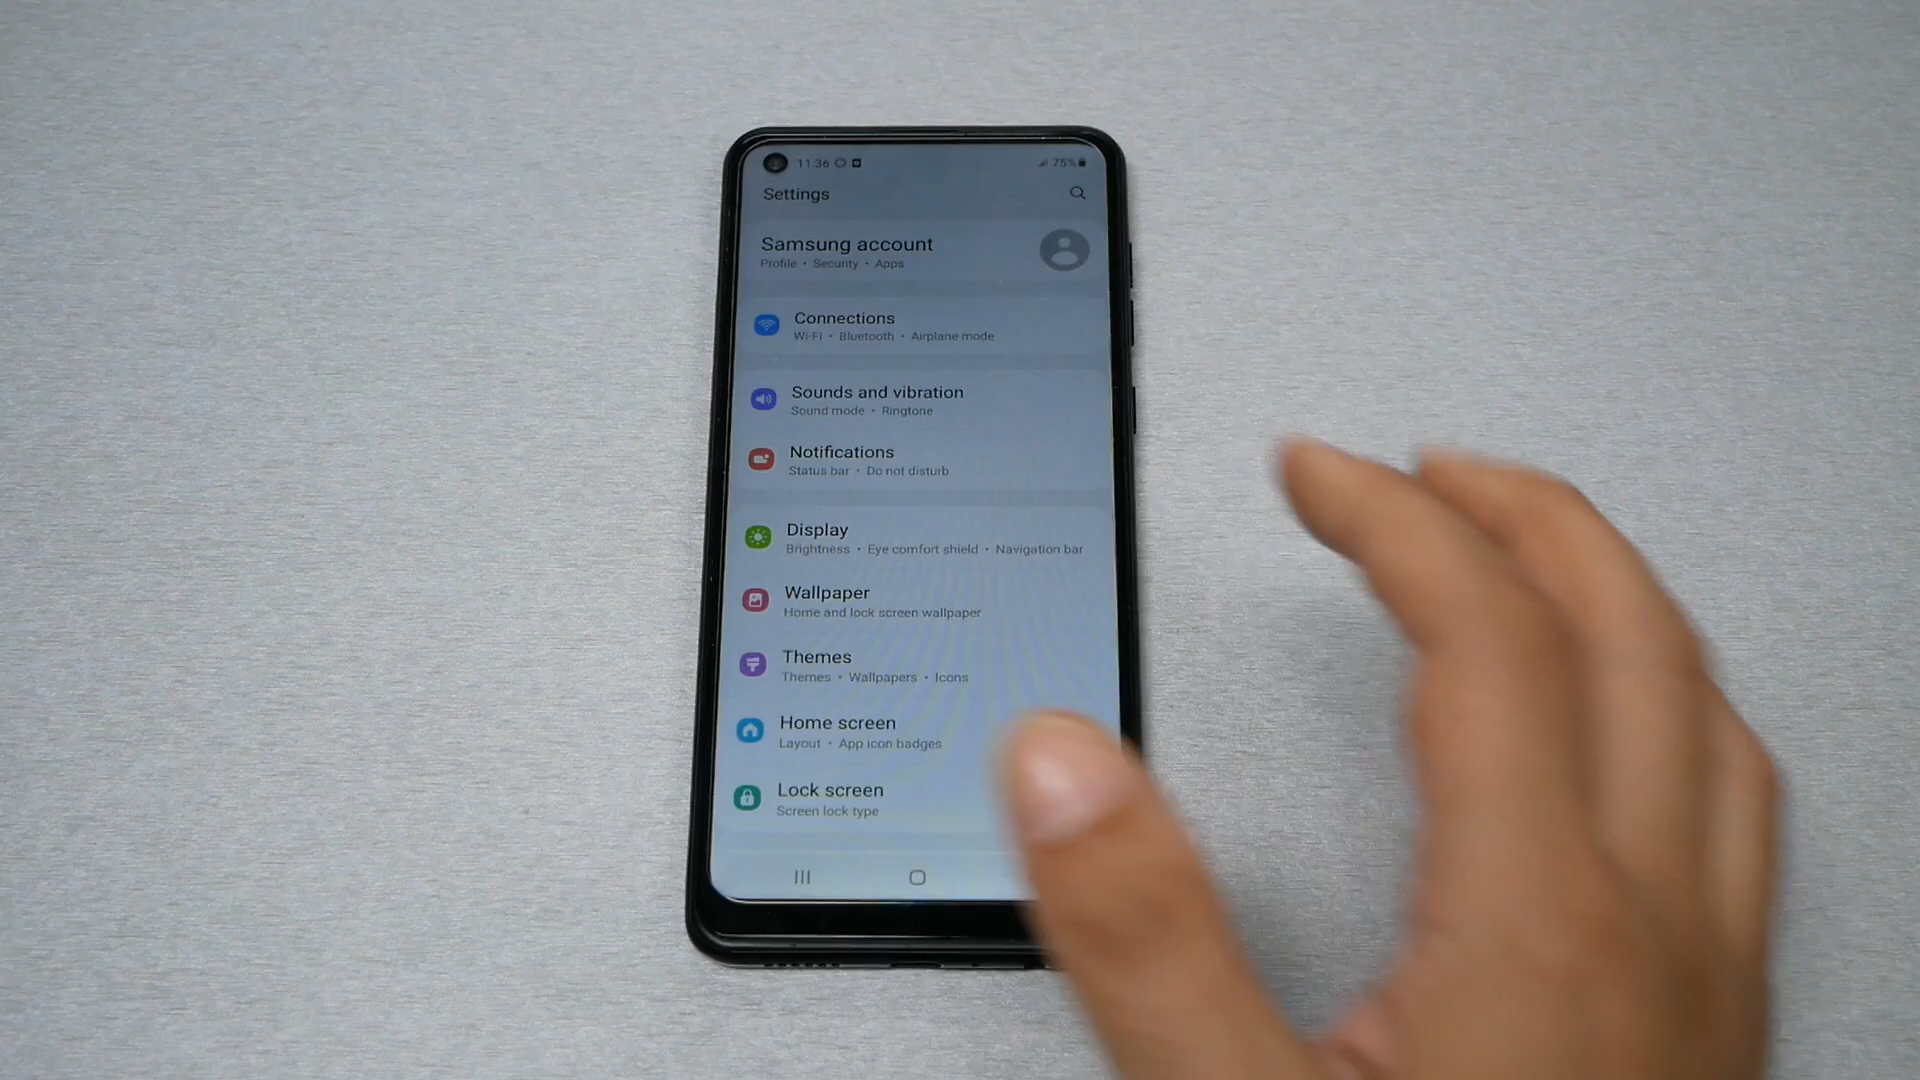 11:36
75%
Settings
Samsung account
Profile • Security • Apps
Connections
Wi-Fi • Bluetooth • Airplane mode
Sounds and vibration
Sound mode • Ringtone
Notifications
Status bar • Do not disturb
Display
Brightness • Eye comfort shield • Navigation bar
Wallpaper
Home and lock screen wallpaper
Themes
Themes • Wallpapers • Icons
Home screen
Layout • App icon badges
Lock screen
Screen lock type